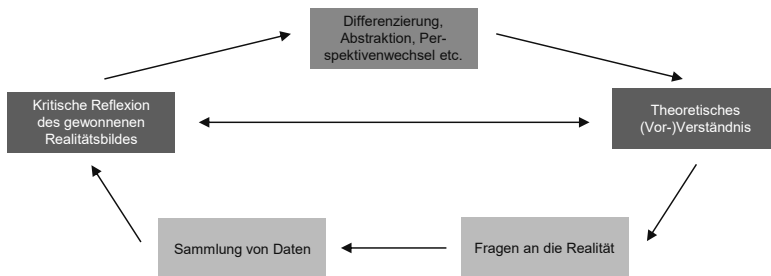 Differenzierung,
Abstraktion, Per-
spektivenwechsel etc.
Kritische Reflexion
des gewonnenen
Realitätsbildes
Theoretisches
(Vor-)Verständnis
Sammlung von Daten
Fragen an die Realität